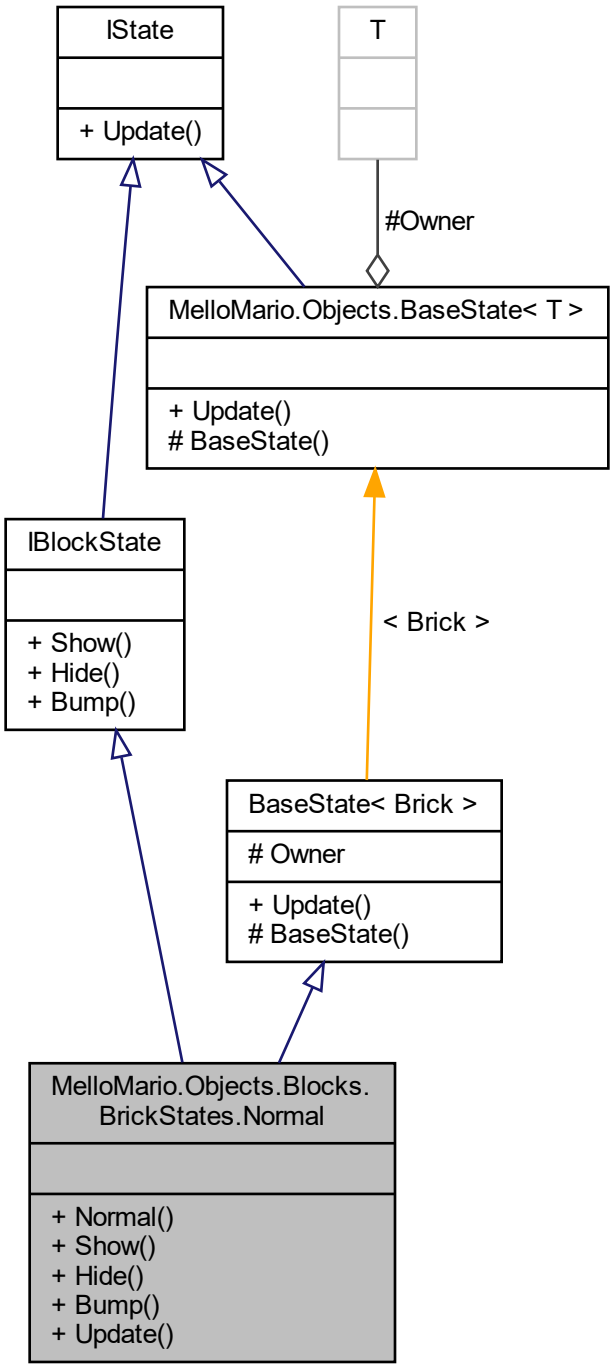 IState
+ Update()
T
#Owner
MelloMario.Objects.BaseState< T >
+ Update()
# BaseState()
IBlockState
+ Show()
+ Hide()
+ Bump()
< Brick >
BaseState< Brick >
# Owner
+ Update()
# BaseState()
MelloMario.Objects.Blocks.
BrickStates.Normal
+ Normal()
+ Show()
+ Hide()
+ Bump()
+ Update()